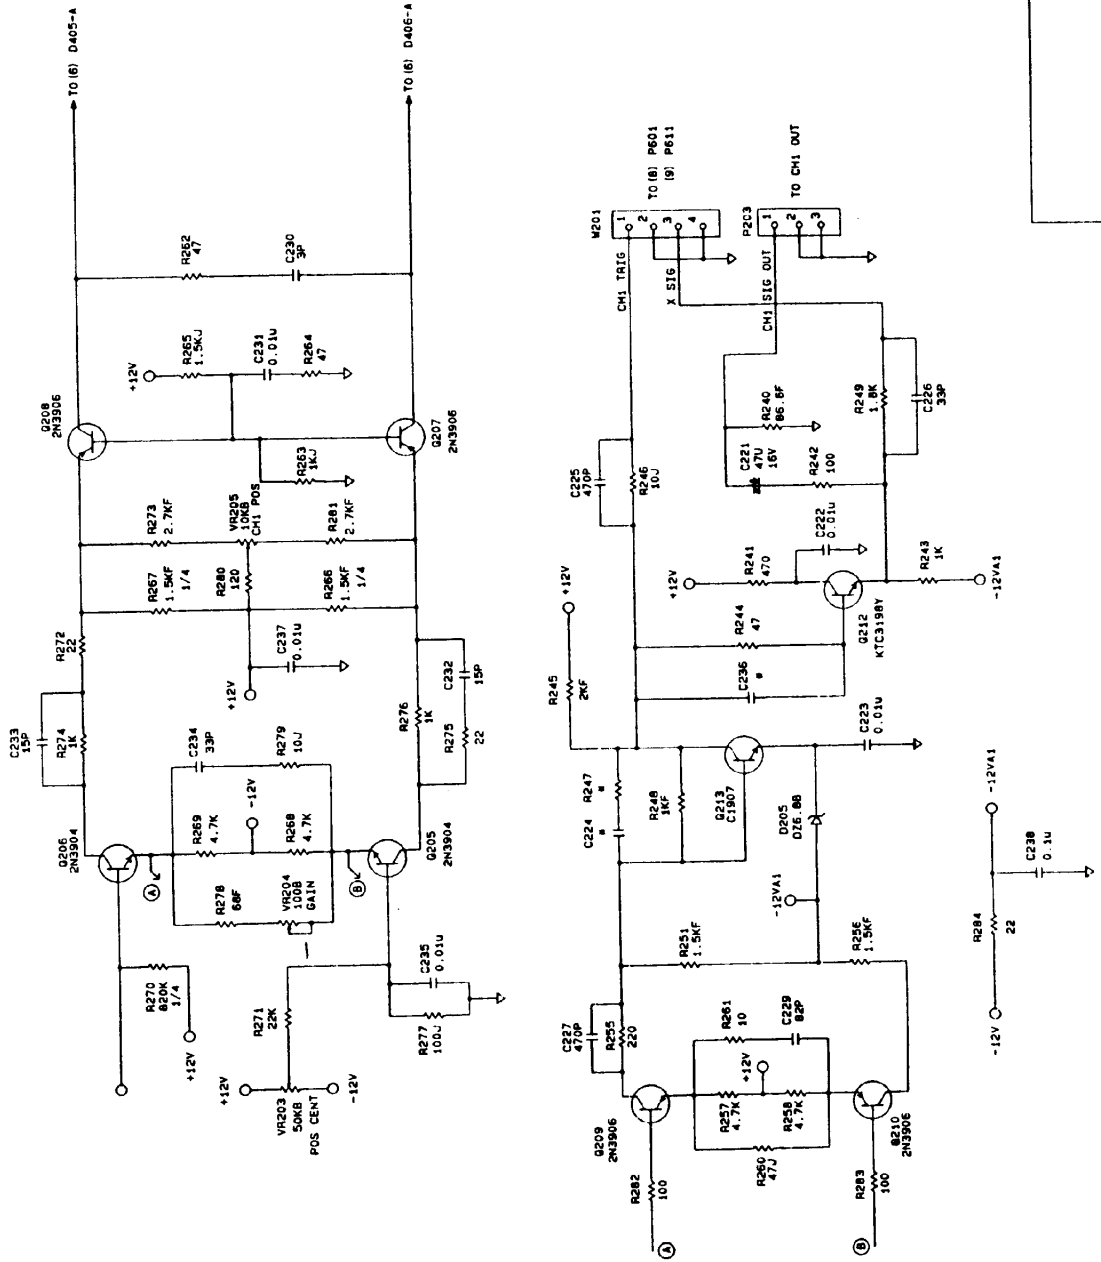 TO (6) D405-A
TO (6) D406-A
Q208
2N3906
R262
47
C230
3P
+12V
R265
1.5KJ
C231
0.01u
R264
47
Q207
2N3906
R263
1KJ
R273
2.7KF
VR205
10KB
CH1 POS
R281
2.7KF
R267
1.5KF
1/4
R280
120
R266
1.5KF
1/4
R272
22
C237
0.01u
+12V
C233
15P
R274
1K
R276
1K
C232
15P
R275
22
C234
33P
R279
10J
-12V
Q206
2N3904
R269
4.7K
R268
4.7K
Q205
2N3904
A
B
R278
68F
VR204
100B
GAIN
R270
820K
1/4
+12V
R271
22K
C235
0.01u
R277
100J
+12V
VR203
50KB
POS CENT
-12V
W201
1
2
3
4
TO (8) P601
(9) P611
CH1 TRIG
X SIG
P203
1
2
3
TO CH1 OUT
CH1 SIG OUT
C225
470P
R246
10J
R240
86.6F
C221
47U
16V
R242
100
R249
1.8K
C226
33P
+12V
R241
470
C222
0.01u
Q212
KTC3198Y
R243
1K
-12VA1
R244
47
C236
*
+12V
R245
2KF
R247
*
C224
*
R248
1KF
Q213
C1907
C223
0.01u
D205
DZ6.8B
-12VA1
R251
1.5KF
R256
1.5KF
C227
470P
R255
220
R261
10
C229
82P
+12V
R257
4.7K
R258
4.7K
R260
47J
Q209
2N3906
Q210
2N3906
R282
100
R283
100
A
B
-12VA1
C238
0.1u
R284
22
-12V